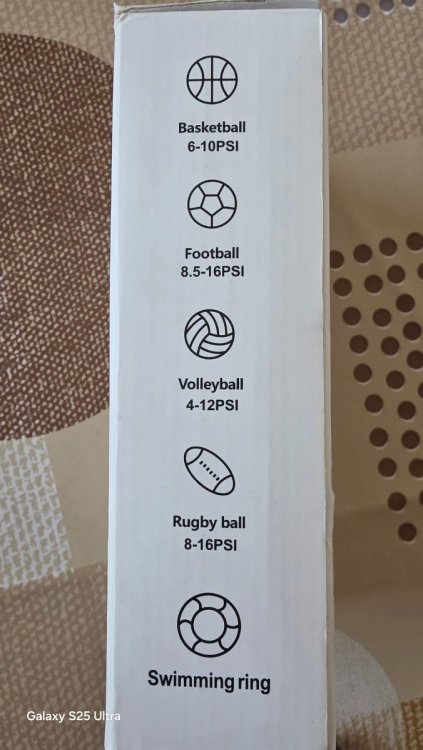 Basketball
6-10PSI
Football
8.5-16PSI
Volleyball
4-12PSI
Rugby ball
8-16PSI
Swimming ring
Galaxy S25 Ultra